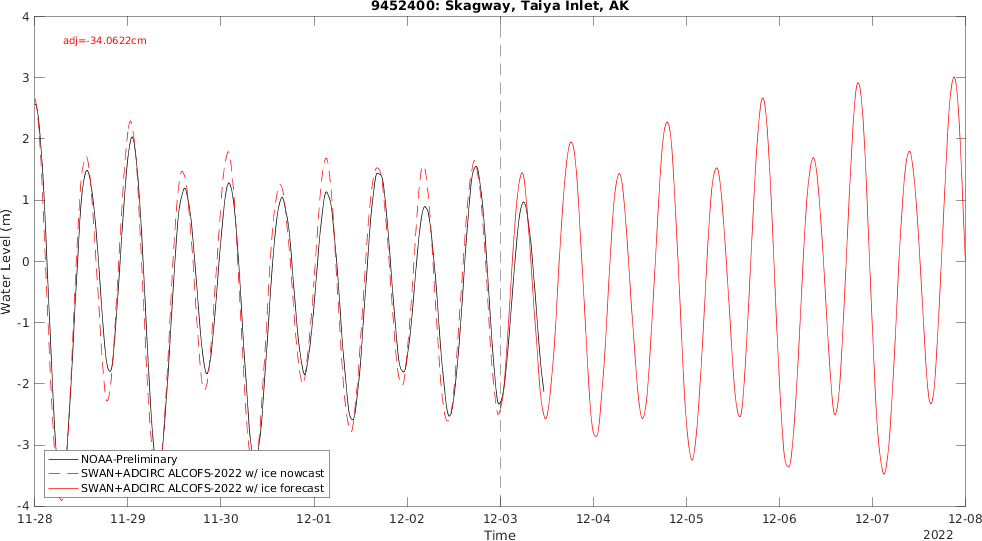 9452400: Skagway, Taiya Inlet, AK
adj=-34.0622cm
4
3
2
1
0
-1
-2
-3
-4
Water Level (m)
NOAA-Preliminary
SWAN+ADCIRC ALCOFS-2022 w/ ice nowcast
SWAN+ADCIRC ALCOFS-2022 w/ ice forecast
11-28 11-29 11-30 12-01 12-02 12-03 12-04 12-05 12-06 12-07 12-08
Time
2022